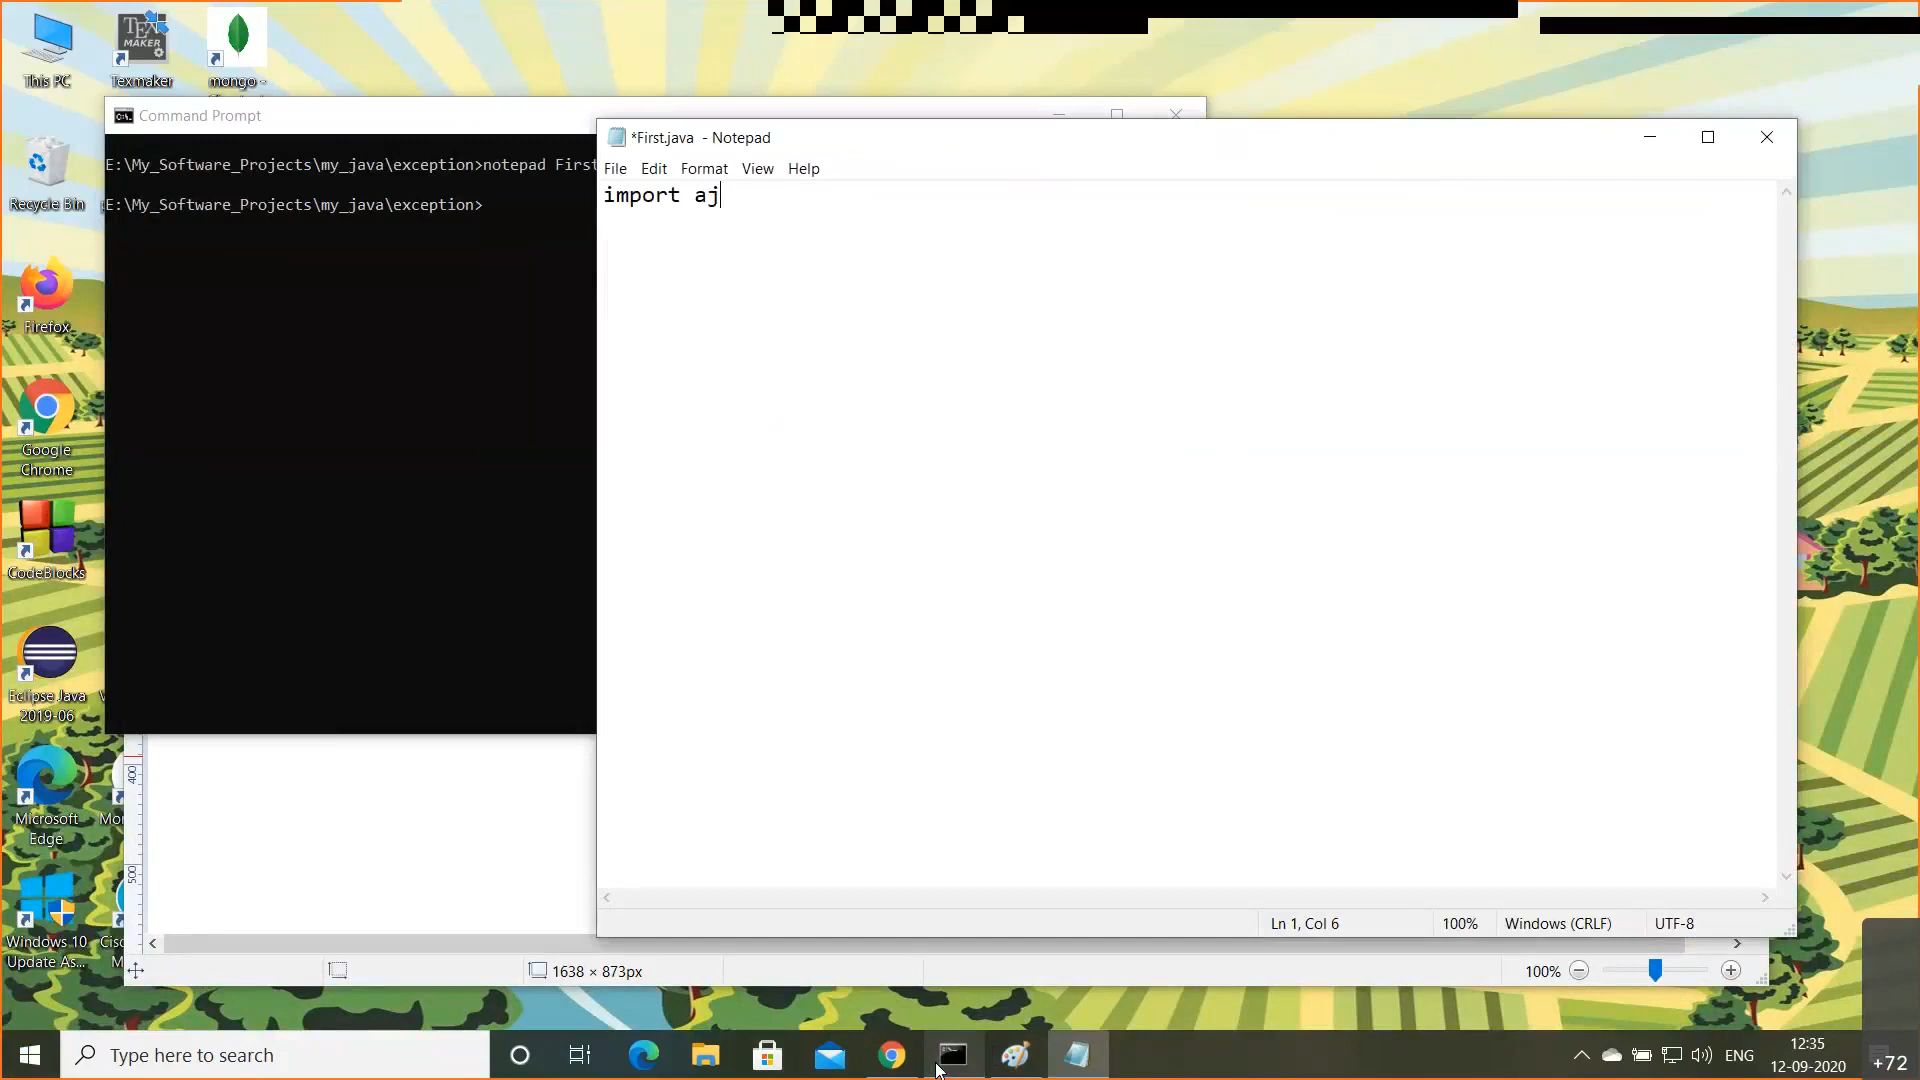 This PC
Texmaker
mongo -
Command Prompt
E:\My_Software_Projects\my_java\exception>notepad First
E:\My_Software_Projects\my_java\exception>
*First.java - Notepad
File Edit Format View Help
import aj
Ln 1, Col 6
100%
Windows (CRLF)
UTF-8
Recycle Bin
Firefox
Google
Chrome
CodeBlocks
Eclipse Java
2019-06
Microsoft
Edge
Windows 10
Update As...
400
500
1638 × 873px
100%
Type here to search
ENG
12:35
12-09-2020
+72